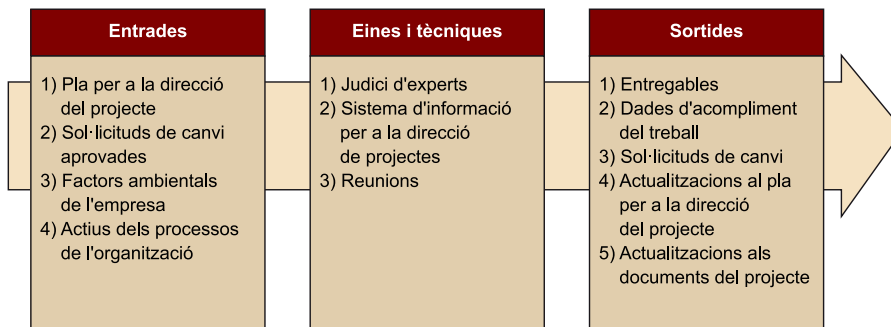 Entrades
1) Pla per a la direcció
del projecte
2) Sol·licituds de canvi
aprovades
3) Factors ambientals
de l'empresa
4) Actius dels processos
de l'organització
Eines i tècniques
1) Judici d'experts
2) Sistema d'informació
per a la direcció
de projectes
3) Reunions
Sortides
1) Entregables
2) Dades d'acompliment
del treball
3) Sol·licituds de canvi
4) Actualitzacions al pla
per a la direcció
del projecte
5) Actualitzacions als
documents del projecte